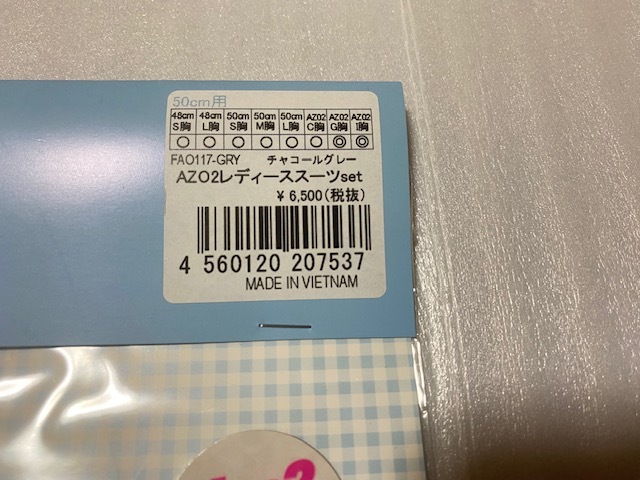 50cm用
48cm 48cm 50cm 50cm 50cm AZ02 AZ02 AZ02
S胸 L胸 S胸 M胸 L胸 C胸 G胸 I胸
○ ○ ○ ○ ○ ○ ◎ ◎
FAO117-GRY チャコールグレー
AZO2レディーススーツset
¥ 6,500(税抜)
4 560120 207537
MADE IN VIETNAM